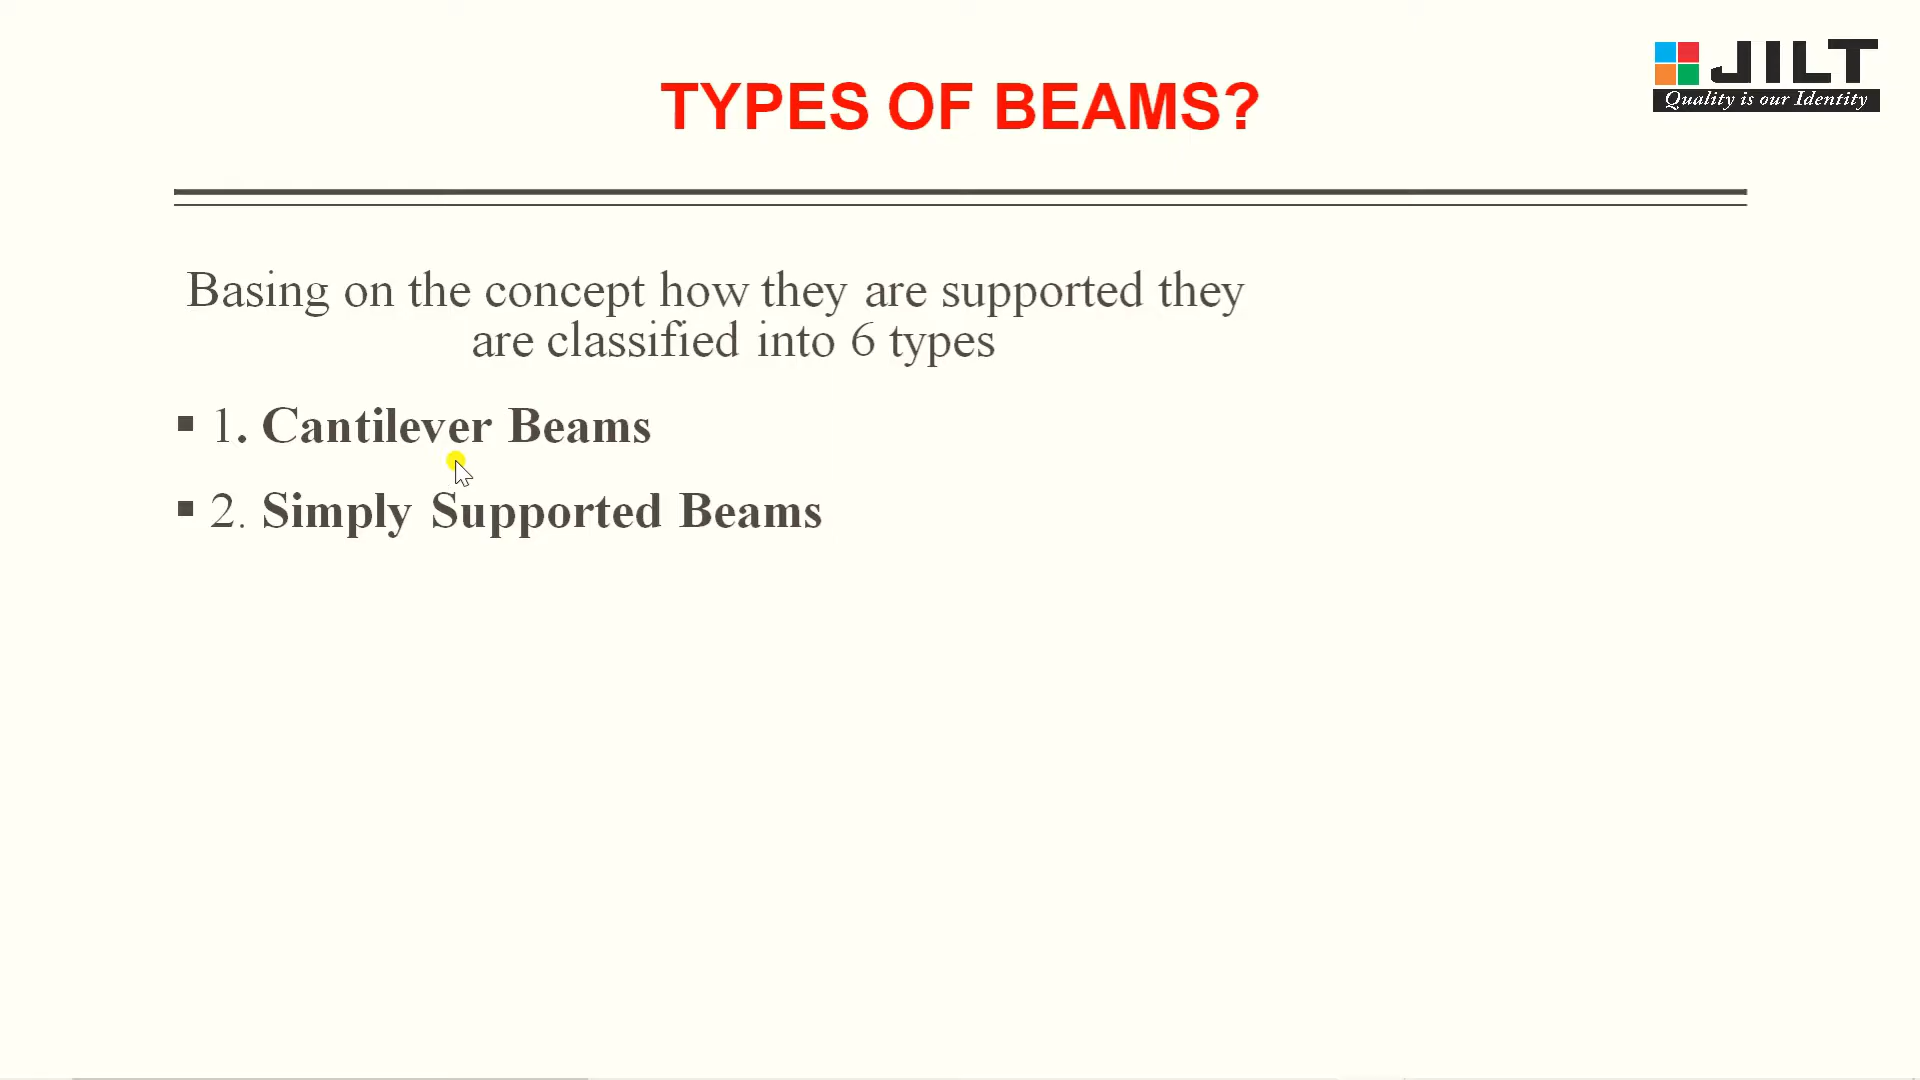 JILT
Quality is our Identity
TYPES OF BEAMS?
Basing on the concept how they are supported they
are classified into 6 types
▪ 1. Cantilever Beams
▪ 2. Simply Supported Beams